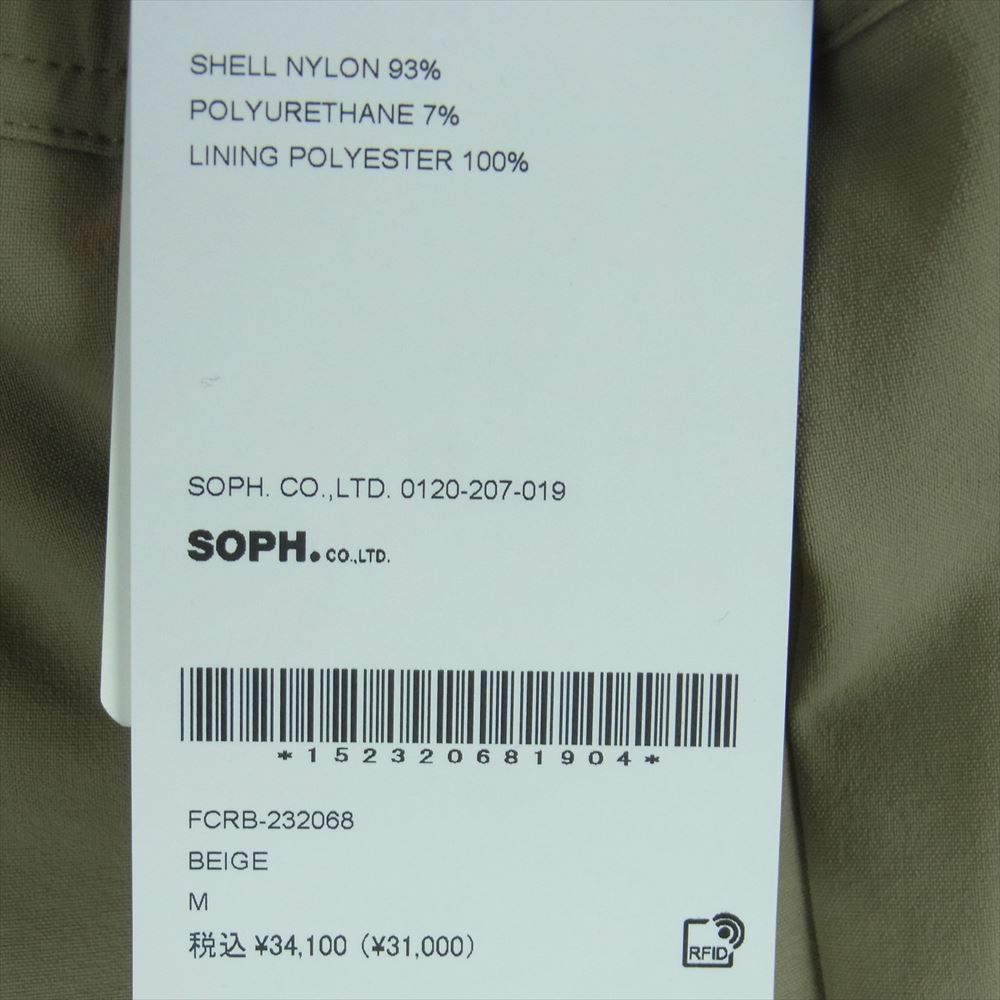 SHELL NYLON 93%
POLYURETHANE 7%
LINING POLYESTER 100%
SOPH. CO.,LTD. 0120-207-019
SOPH. CO.,LTD.
*152320681904*
FCRB-232068
BEIGE
M
税込 ¥34,100 (¥31,000)
RFID